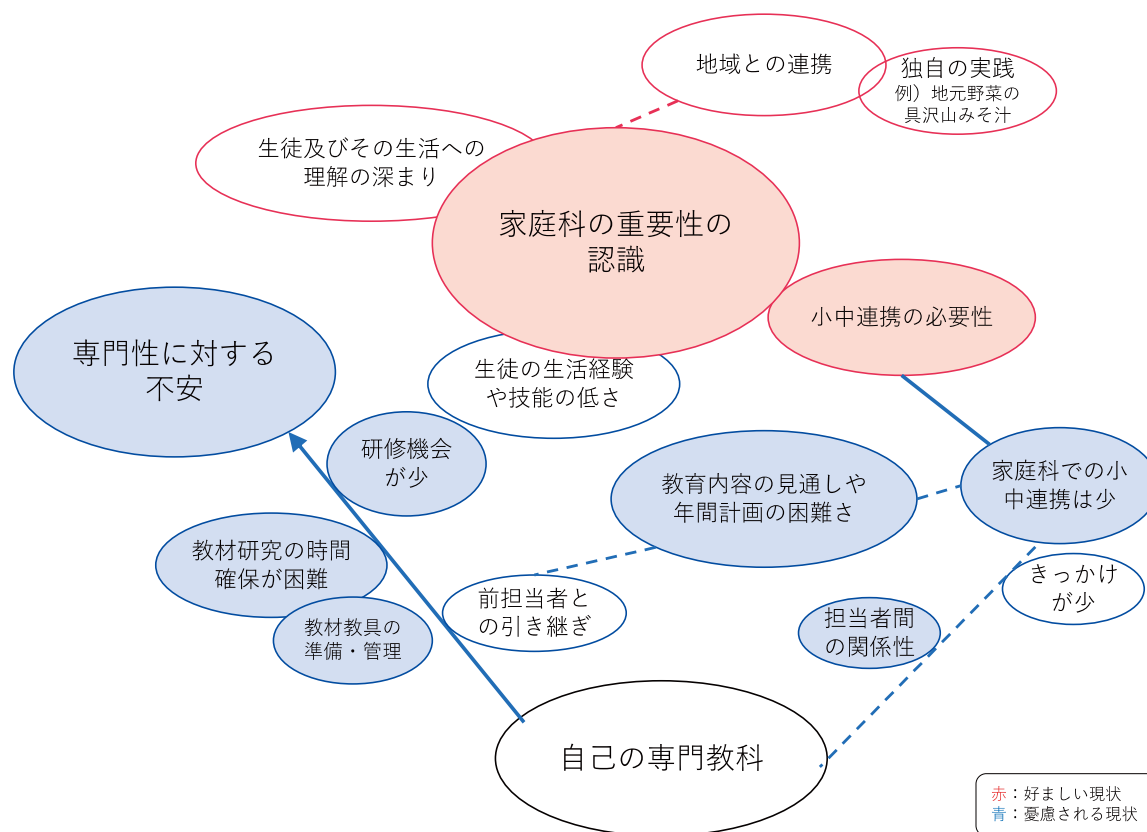 地域との連携
独自の実践
例）地元野菜の
具沢山みそ汁
生徒及びその生活への
理解の深まり
家庭科の重要性の
認識
小中連携の必要性
専門性に対する
不安
生徒の生活経験
や技能の低さ
研修機会
が少
教育内容の見通しや
年間計画の困難さ
家庭科での小
中連携は少
教材研究の時間
確保が困難
前担当者と
の引き継ぎ
きっかけ
が少
教材教具の
準備・管理
担当者間
の関係性
自己の専門教科
赤：好ましい現状
青：憂慮される現状